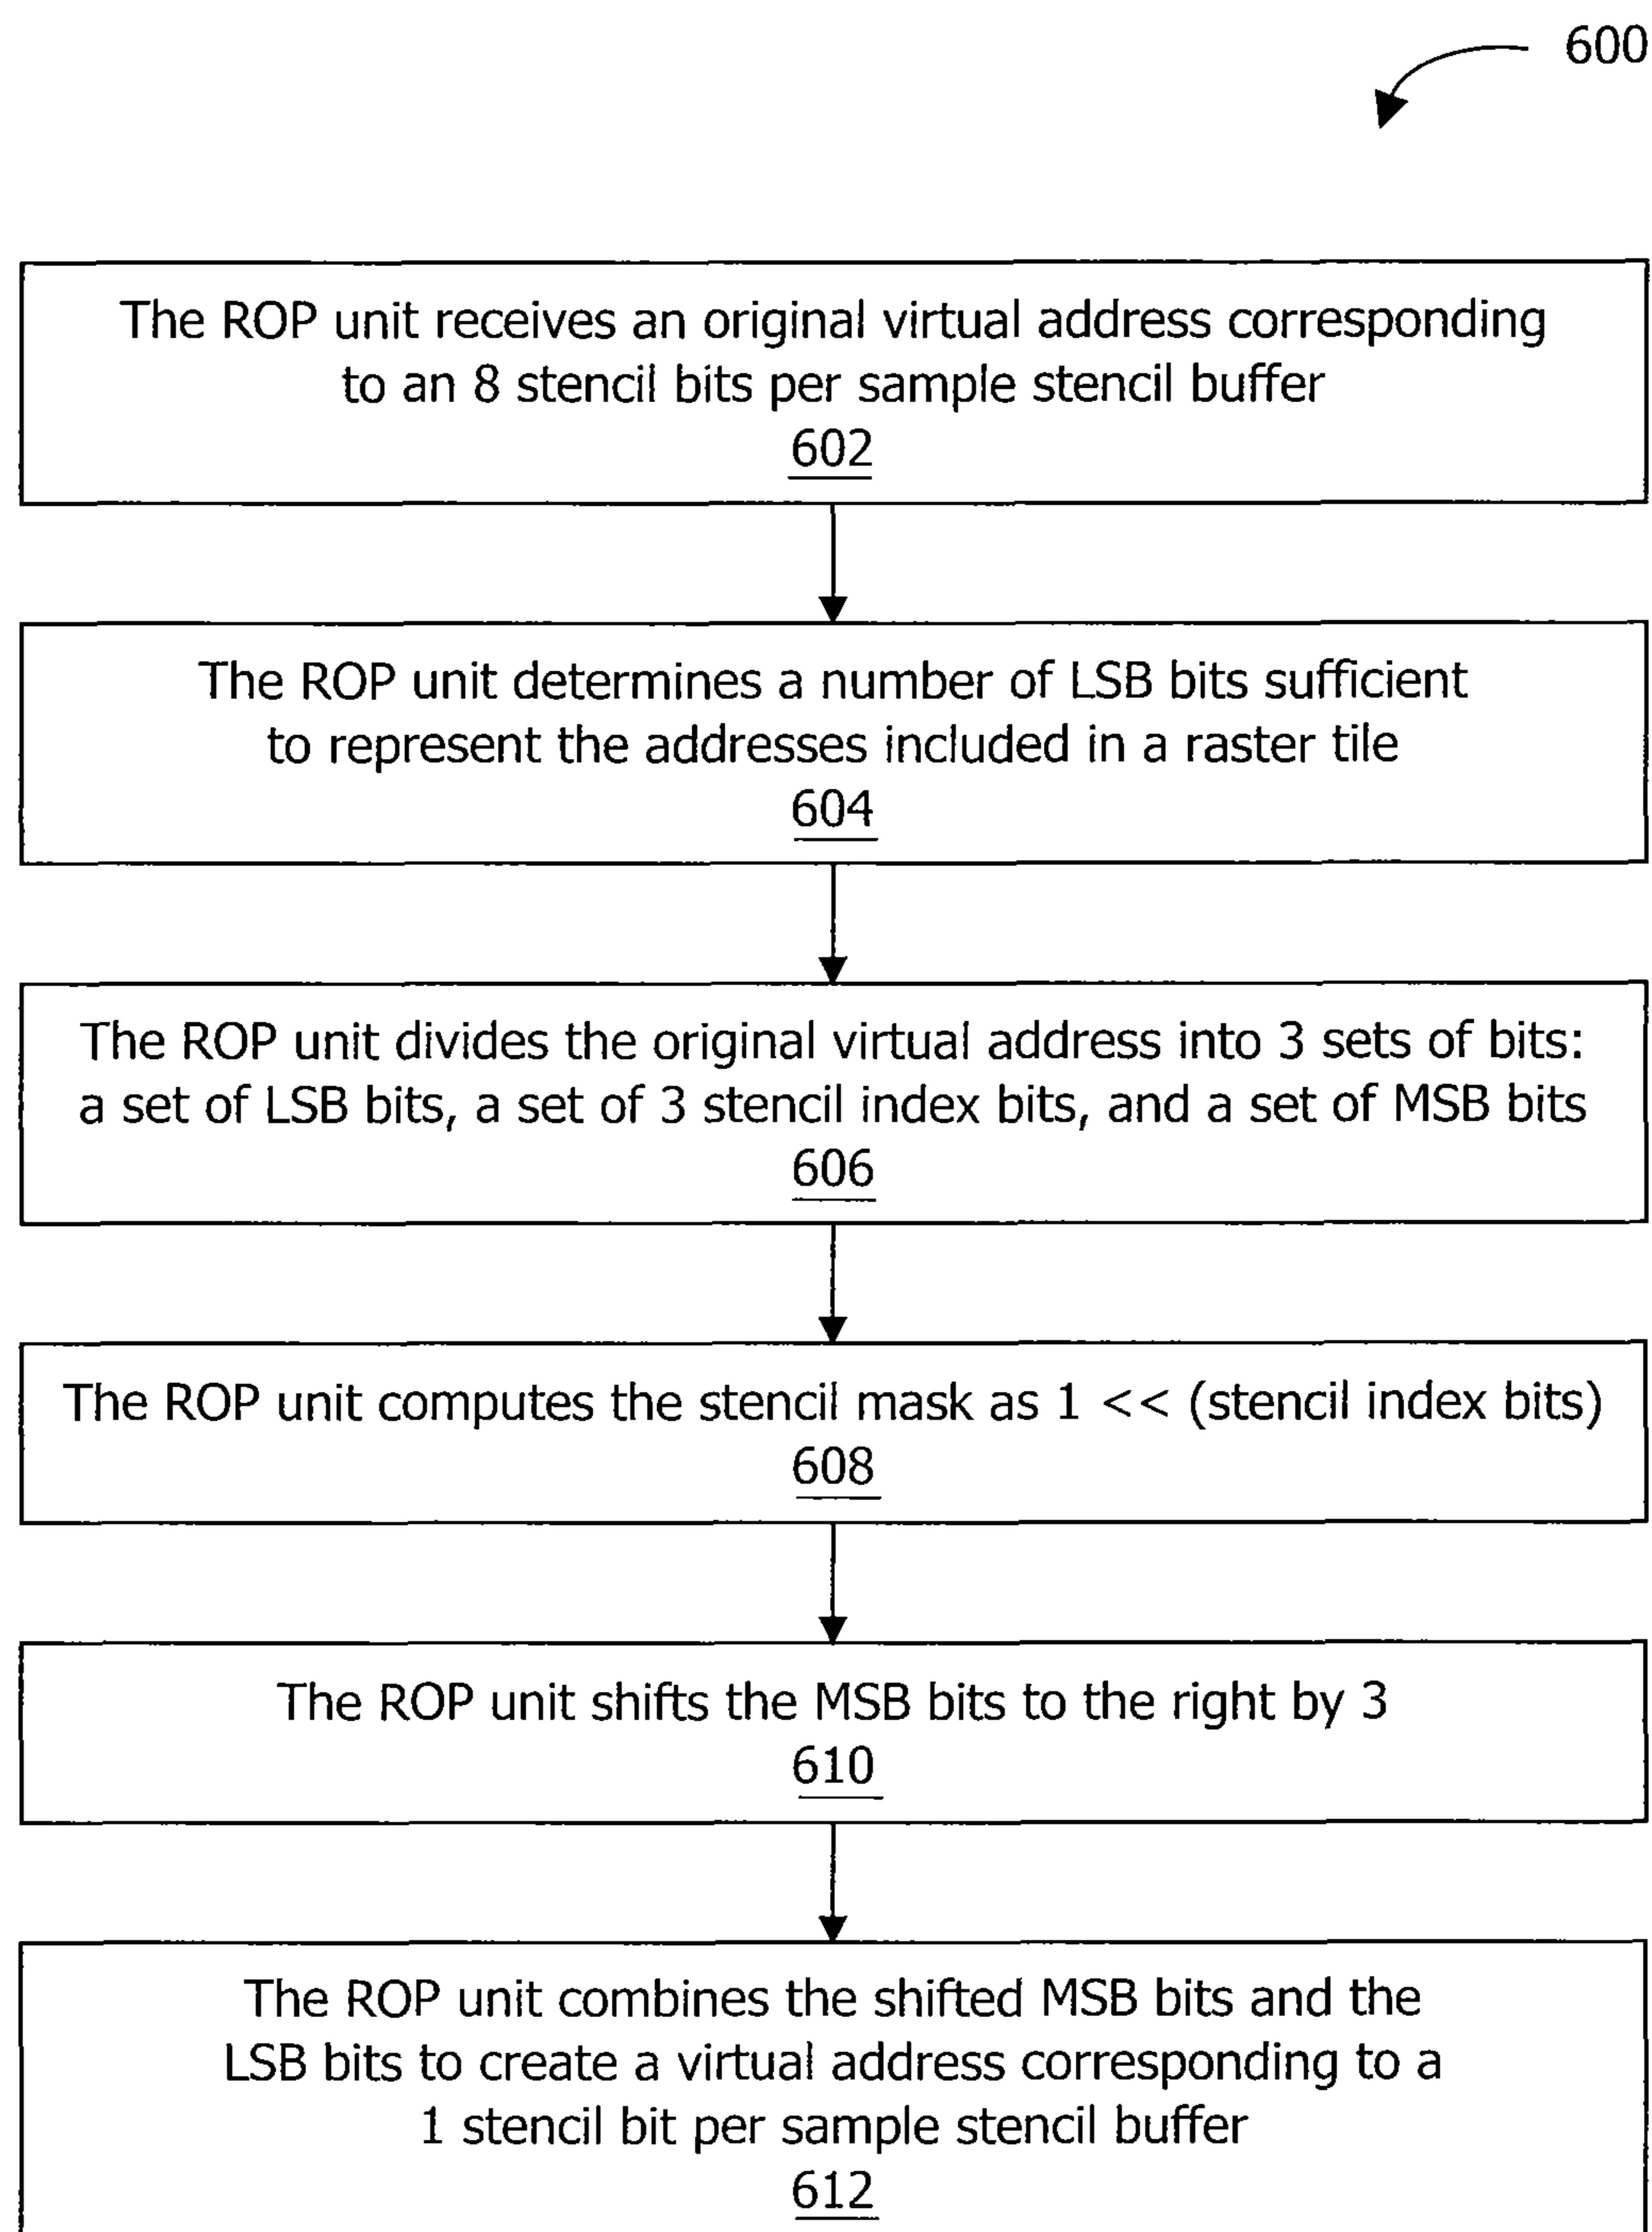 600
The ROP unit receives an original virtual address corresponding
to an 8 stencil bits per sample stencil buffer
602
The ROP unit determines a number of LSB bits sufficient
to represent the addresses included in a raster tile
604
The ROP unit divides the original virtual address into 3 sets of bits:
a set of LSB bits, a set of 3 stencil index bits, and a set of MSB bits
606
The ROP unit computes the stencil mask as 1 << (stencil index bits)
608
The ROP unit shifts the MSB bits to the right by 3
610
The ROP unit combines the shifted MSB bits and the
LSB bits to create a virtual address corresponding to a
1 stencil bit per sample stencil buffer
612